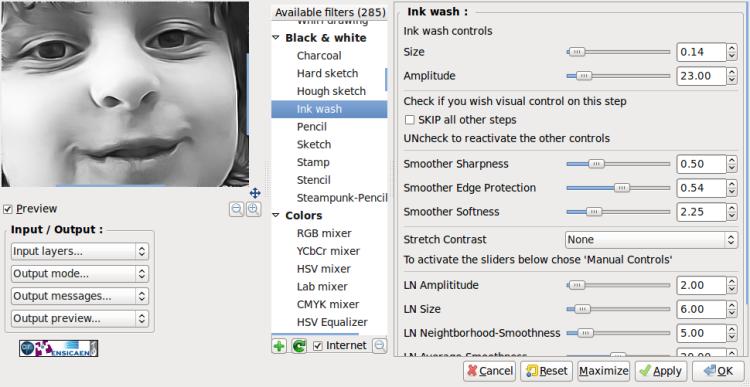 Preview
Input / Output :
Input layers...
Output mode...
Output messages...
Output preview...
ENSICAEN
Available filters (285)
Black & white
Charcoal
Hard sketch
Hough sketch
Ink wash
Pencil
Sketch
Stamp
Stencil
Steampunk-Pencil
Colors
RGB mixer
YCbCr mixer
HSV mixer
Lab mixer
CMYK mixer
HSV Equalizer
Internet
Ink wash :
Ink wash controls
Size 0.14
Amplitude 23.00
Check if you wish visual control on this step
SKIP all other steps
UNcheck to reactivate the other controls
Smoother Sharpness 0.50
Smoother Edge Protection 0.54
Smoother Softness 2.25
Stretch Contrast None
To activate the sliders below chose 'Manual Controls'
LN Amplititude 2.00
LN Size 6.00
LN Neightborhood-Smoothness 5.00
LN Average Smoothness 20.00
Cancel Reset Maximize Apply OK